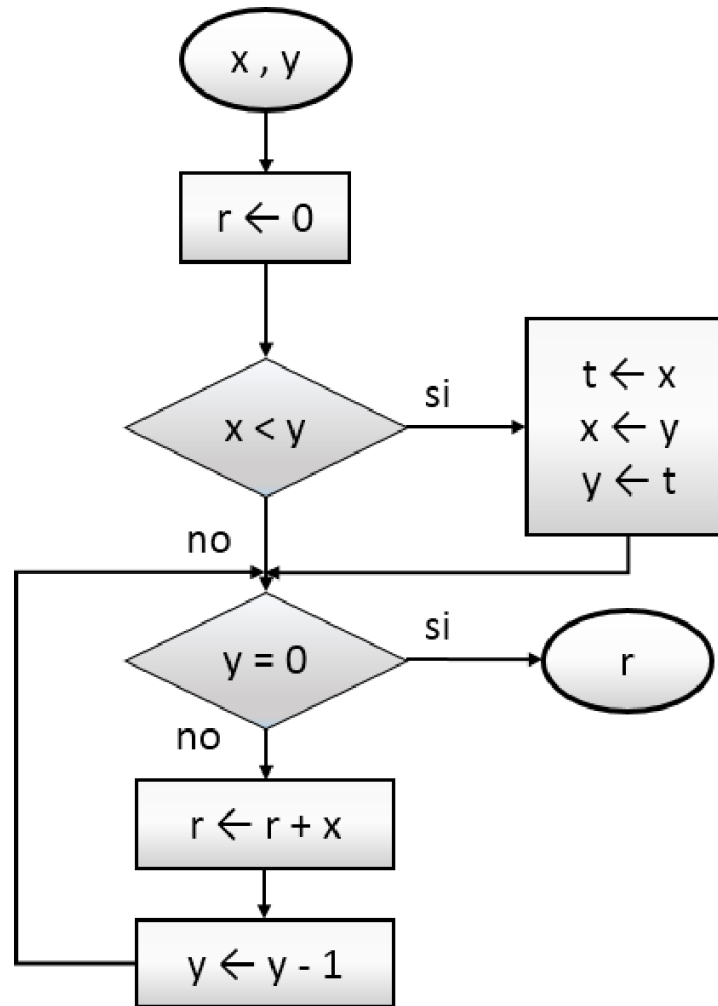 x , y
r ← 0
x < y
si
t ← x
x ← y
y ← t
no
y = 0
si
r
no
r ← r + x
y ← y - 1